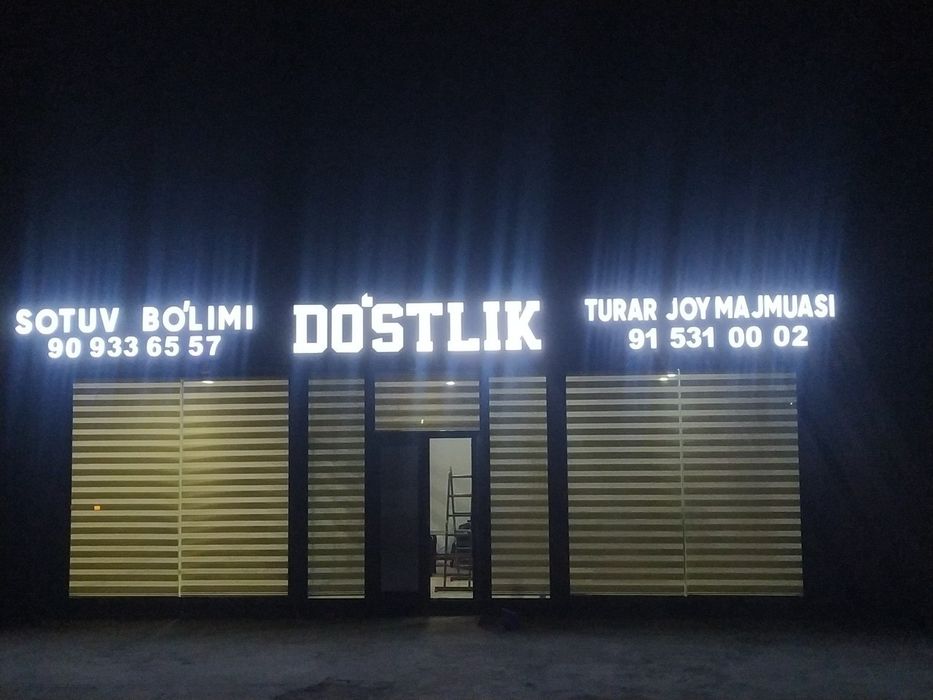 SOTUV BO'LIMI
90 933 65 57
DO'STLIK
TURAR JOY MAJMUASI
91 531 00 02